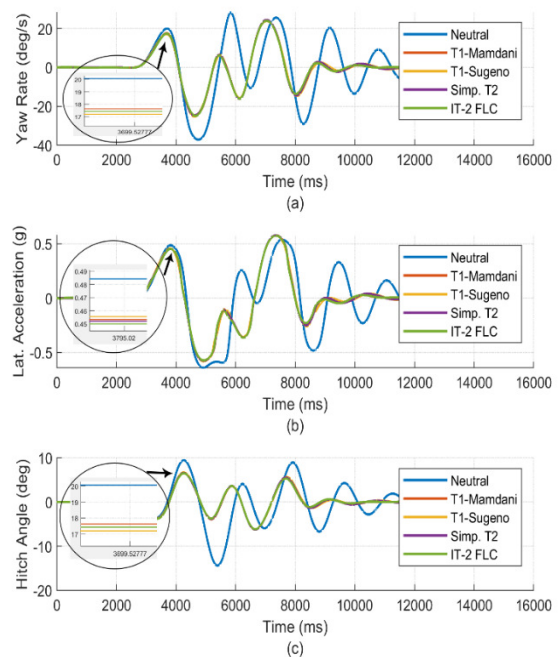 Yaw Rate (deg/s)
20
0
-20
-40
20
19
18
17
3699.52777
Neutral
T1-Mamdani
T1-Sugeno
Simp. T2
IT-2 FLC
0 2000 4000 6000 8000 10000 12000 14000 16000
Time (ms)
(a)
Lat. Acceleration (g)
0.5
0
-0.5
0.49
0.48
0.47
0.46
0.45
3795.02
Neutral
T1-Mamdani
T1-Sugeno
Simp. T2
IT-2 FLC
0 2000 4000 6000 8000 10000 12000 14000 16000
Time (ms)
(b)
Hitch Angle (deg)
10
0
-10
-20
20
19
18
17
3699.52777
Neutral
T1-Mamdani
T1-Sugeno
Simp. T2
IT-2 FLC
0 2000 4000 6000 8000 10000 12000 14000 16000
Time (ms)
(c)